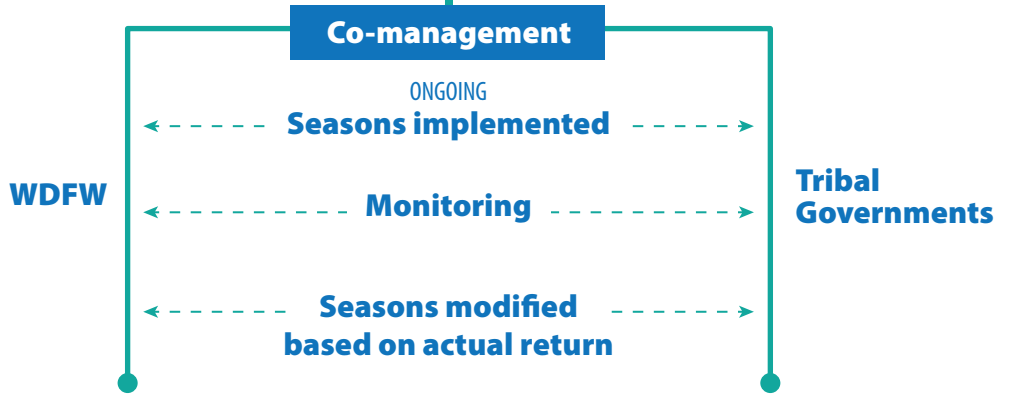 Co-management
ONGOING
Seasons implemented
WDFW
Monitoring
Tribal
Governments
Seasons modified
based on actual return